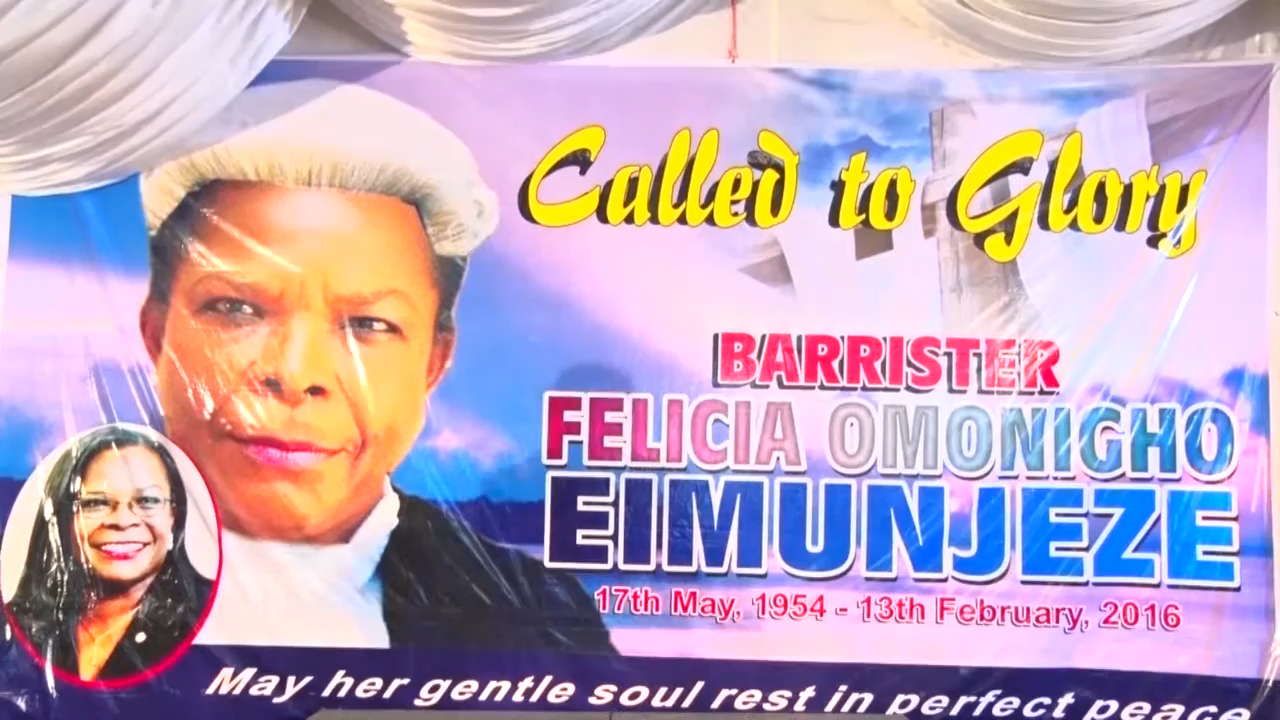 Called to Glory
BARRISTER
FELICIA OMONIGHO
EIMUNJEZE
17th May, 1954 - 13th February, 2016
May her gentle soul rest in perfect peace